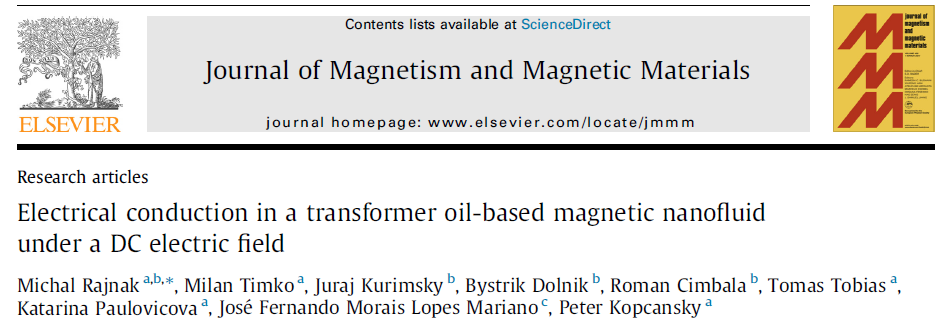 Contents lists available at ScienceDirect
Journal of Magnetism and Magnetic Materials
journal homepage: www.elsevier.com/locate/jmmm
ELSEVIER
journal of
magnetism
and
magnetic
materials
Research articles
Electrical conduction in a transformer oil-based magnetic nanofluid
under a DC electric field
Michal Rajnak a,b,*, Milan Timko a, Juraj Kurimsky b, Bystrik Dolnik b, Roman Cimbala b, Tomas Tobias a,
Katarina Paulovicova a, José Fernando Morais Lopes Mariano c, Peter Kopcansky a